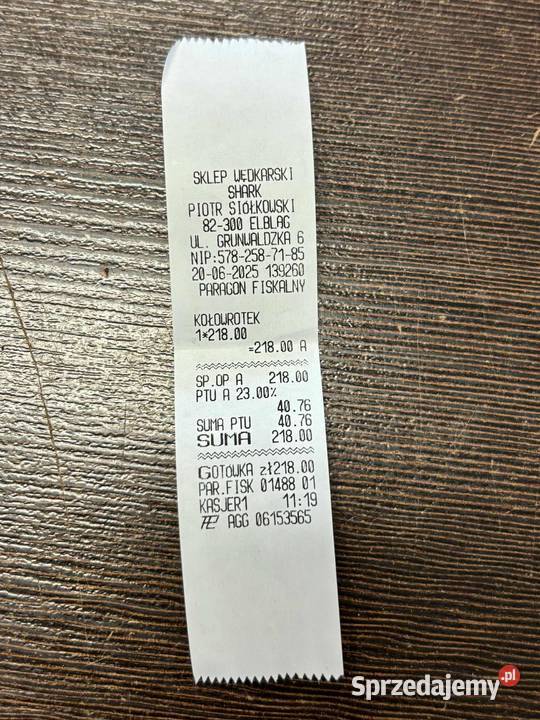 SKLEP WĘDKARSKI
SHARK
PIOTR SIÓŁKOWSKI
82-300 ELBLĄG
UL. GRUNWALDZKA 6
NIP:578-258-71-85
20-06-2025 139260
PARAGON FISKALNY
KOŁOWROTEK
1*218.00
=218.00 A
SP.OP A 218.00
PTU A 23.00%
40.76
SUMA PTU 40.76
SUMA 218.00
GOTÓWKA zł218.00
PAR.FISK 01488 01
KASJER1 11:19
AGG 06153565
Sprzedajemy.pl